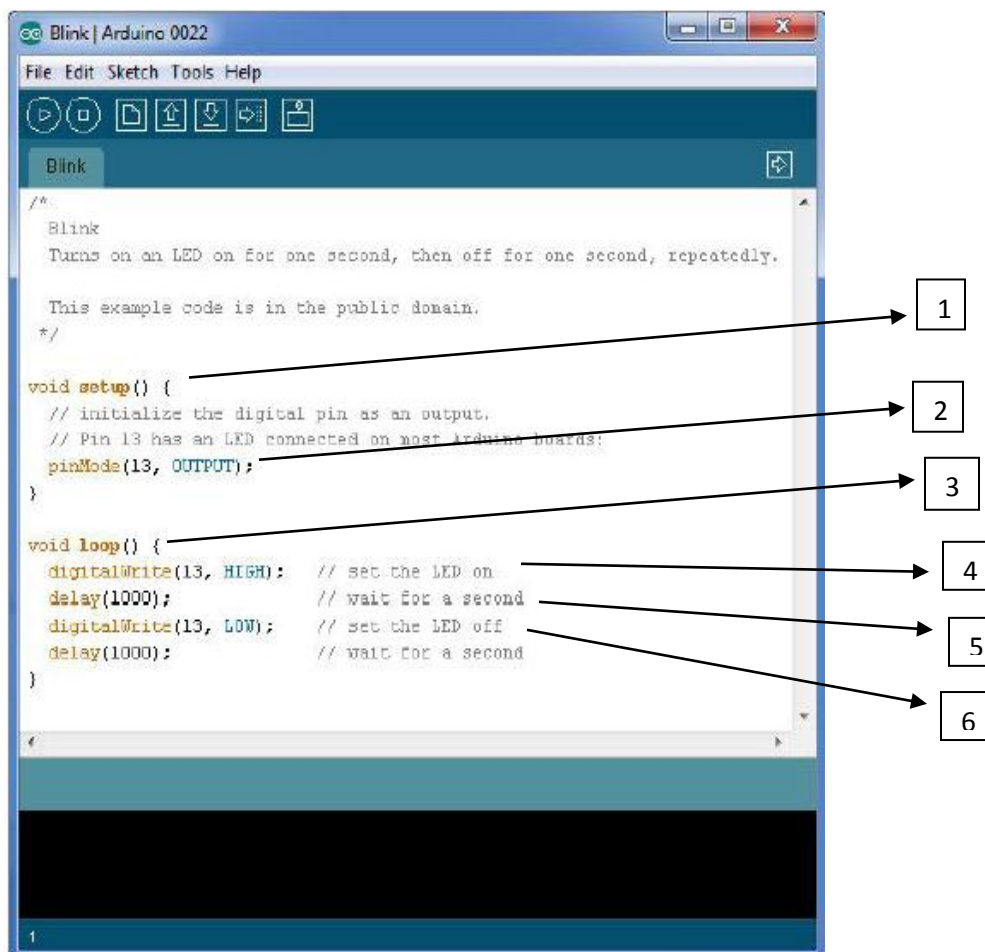 Blink | Arduino 0022
File Edit Sketch Tools Help
Blink
/*
Blink
Turns on an LED on for one second, then off for one second, repeatedly.
This example code is in the public domain.
*/
void setup() {
// initialize the digital pin as an output.
// Pin 13 has an LED connected on most Arduino boards:
pinMode(13, OUTPUT);
}
void loop() {
digitalWrite(13, HIGH); // set the LED on
delay(1000); // wait for a second
digitalWrite(13, LOW); // set the LED off
delay(1000); // wait for a second
}
1
1
2
3
4
5
6